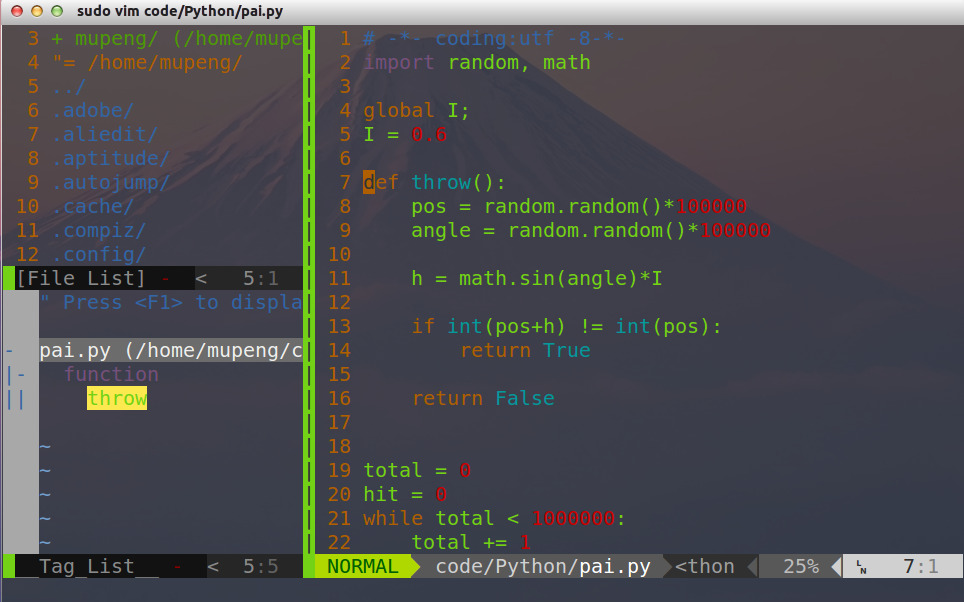 sudo vim code/Python/pai.py
3 + mupeng/ (/home/mupe
4 "= /home/mupeng/
5 ../
6 .adobe/
7 .aliedit/
8 .aptitude/
9 .autojump/
10 .cache/
11 .compiz/
12 .config/
[File List] - < 5:1
" Press <F1> to displa
- pai.py (/home/mupeng/c
|- function
|| throw
~
~
~
~
~
__Tag_List__ - < 5:5
1 # -*- coding:utf -8-*-
2 import random, math
3
4 global I;
5 I = 0.6
6
7 def throw():
8 pos = random.random()*100000
9 angle = random.random()*100000
10
11 h = math.sin(angle)*I
12
13 if int(pos+h) != int(pos):
14 return True
15
16 return False
17
18
19 total = 0
20 hit = 0
21 while total < 1000000:
22 total += 1
NORMAL code/Python/pai.py <thon 25% LN 7:1